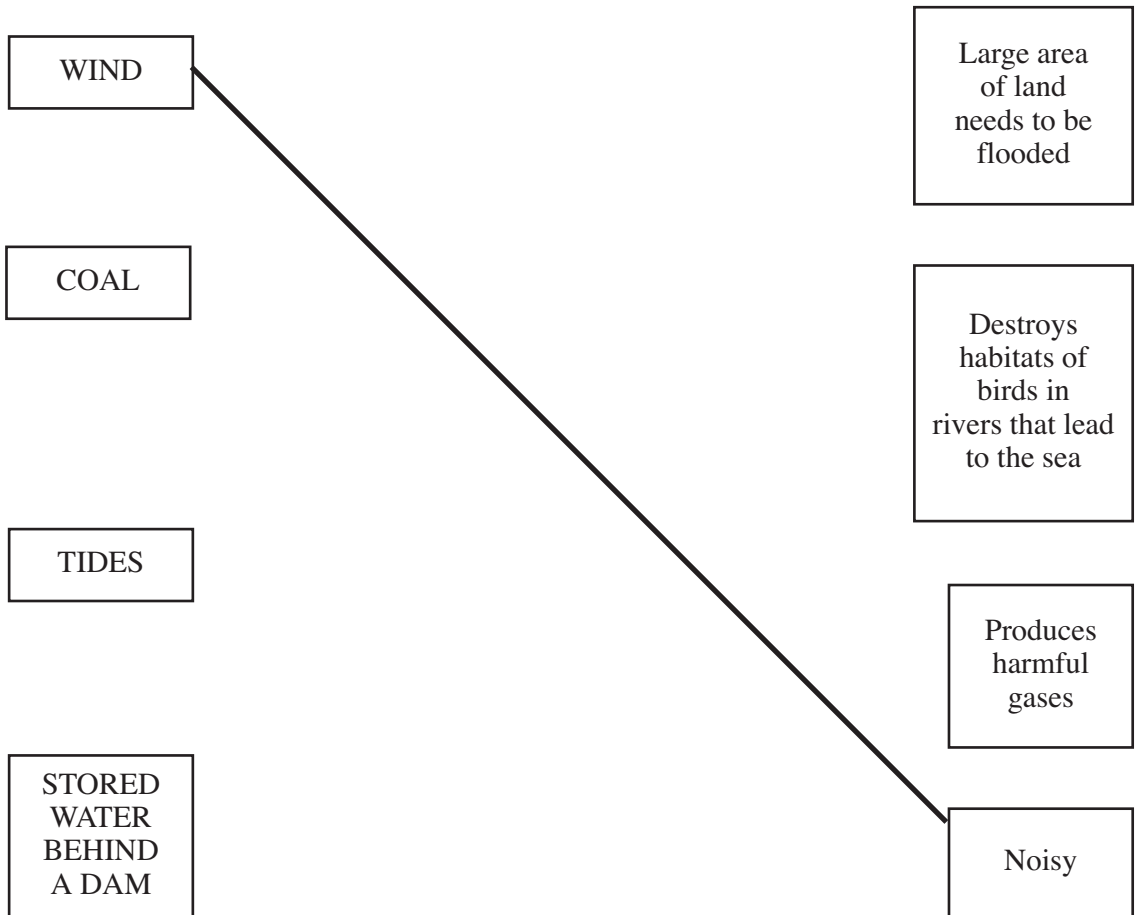 WIND
COAL
TIDES
STORED
WATER
BEHIND
A DAM
Large area
of land
needs to be
flooded
Destroys
habitats of
birds in
rivers that lead
to the sea
Produces
harmful
gases
Noisy